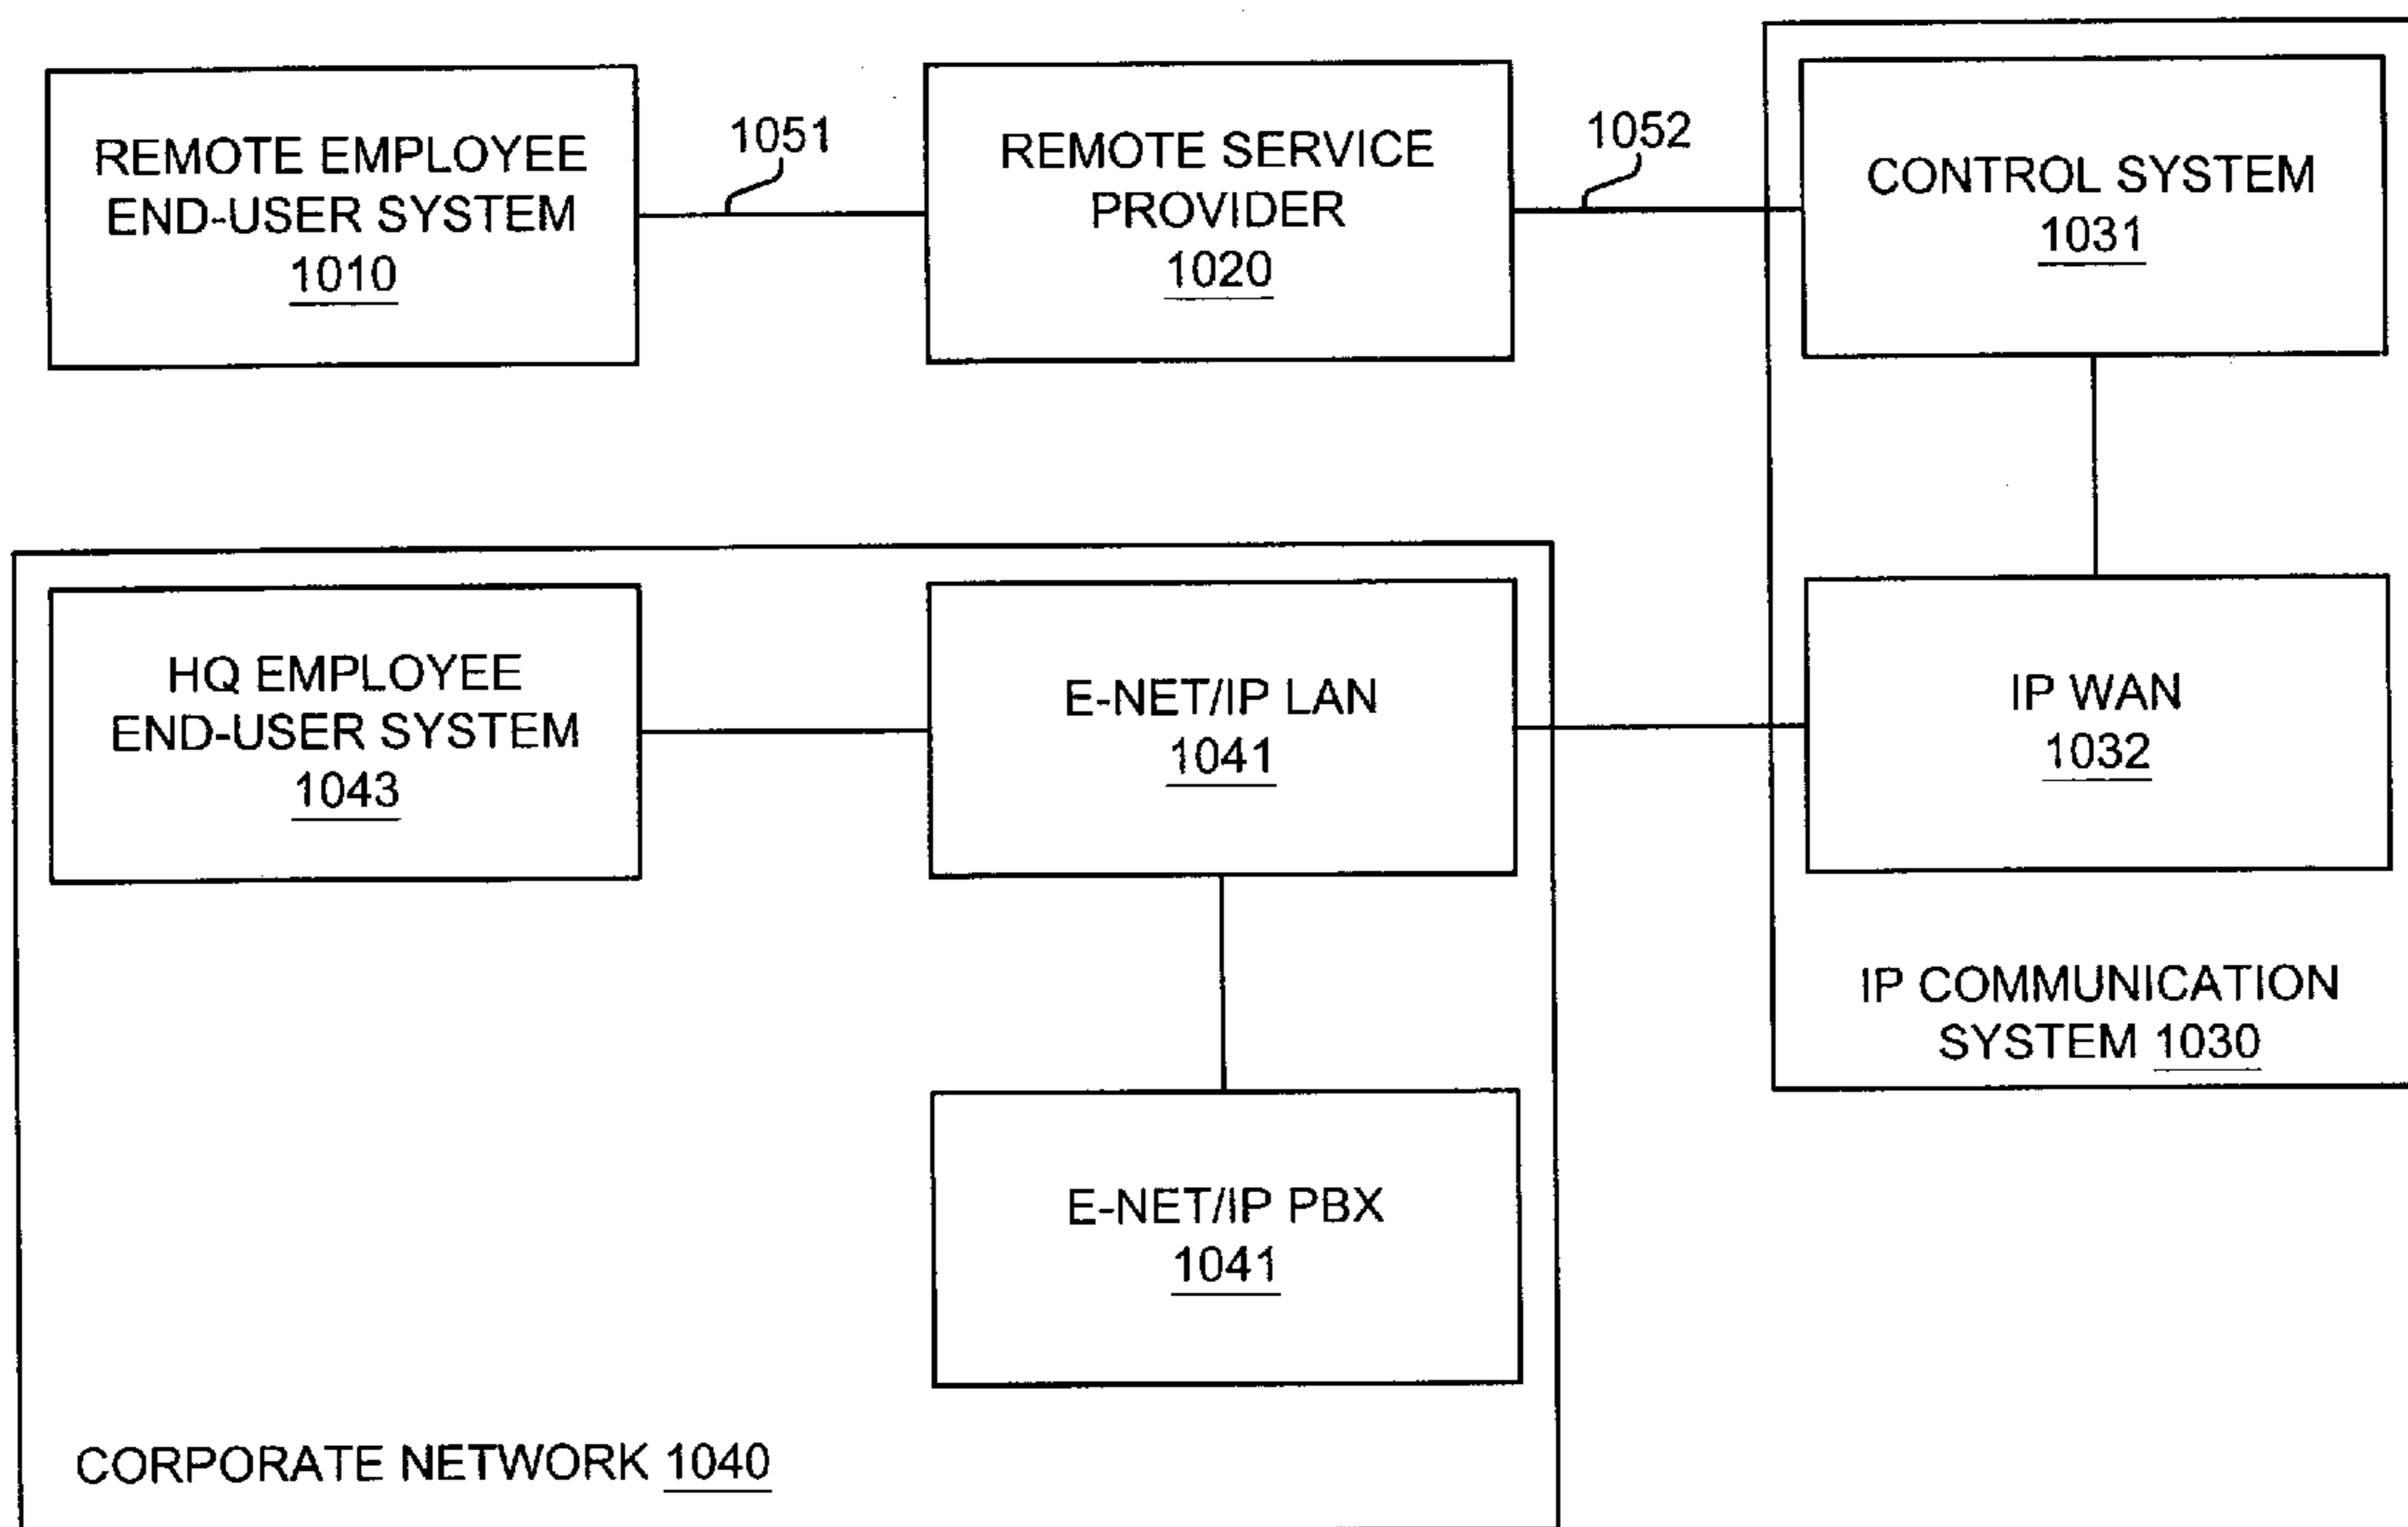 REMOTE EMPLOYEE
END-USER SYSTEM
1010
1051
REMOTE SERVICE
PROVIDER
1020
1052
CONTROL SYSTEM
1031
HQ EMPLOYEE
END-USER SYSTEM
1043
E-NET/IP LAN
1041
IP WAN
1032
IP COMMUNICATION
SYSTEM 1030
E-NET/IP PBX
1041
CORPORATE NETWORK 1040